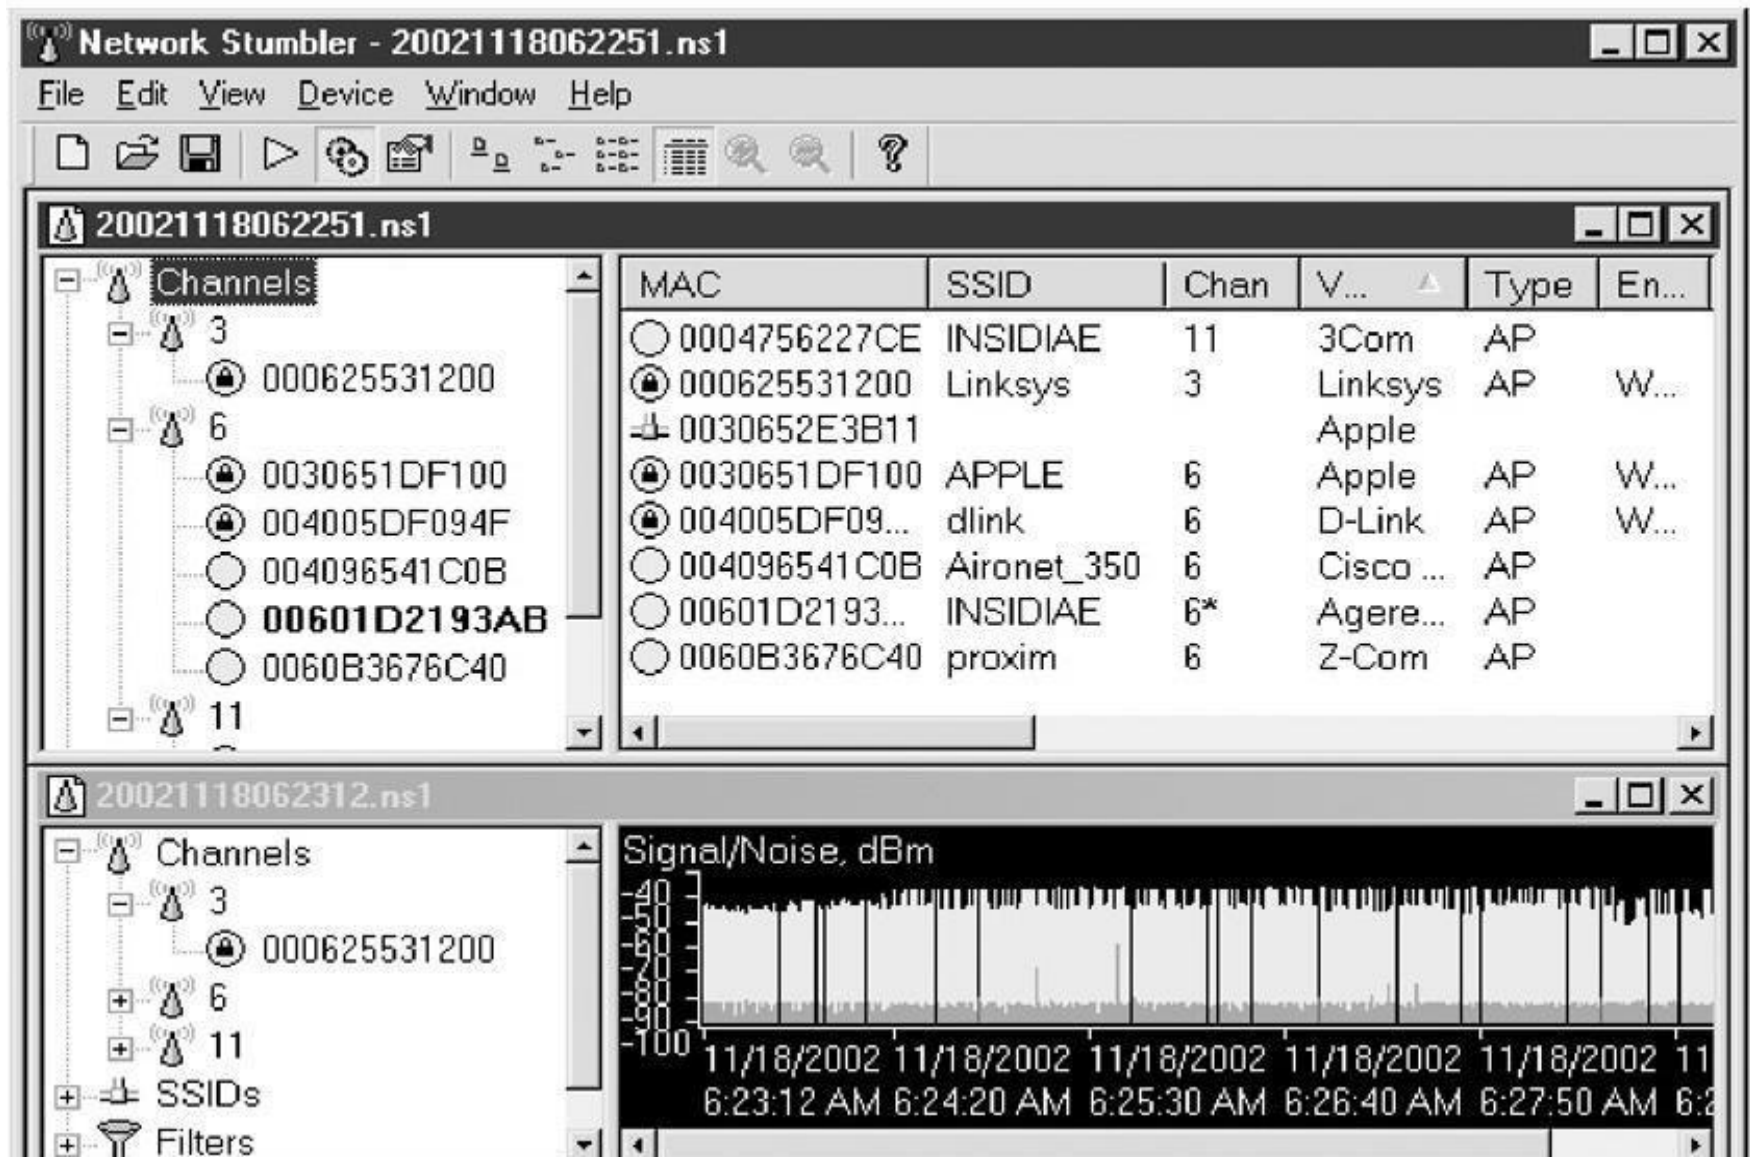 Network Stumbler - 20021118062251.ns1
File Edit View Device Window Help
20021118062251.ns1
Channels
3
000625531200
6
0030651DF100
004005DF094F
004096541C0B
00601D2193AB
0060B3676C40
11
MAC SSID Chan V... Type En...
0004756227CE INSIDIAE 11 3Com AP
000625531200 Linksys 3 Linksys AP W...
0030652E3B11 Apple
0030651DF100 APPLE 6 Apple AP W...
004005DF09... dlink 6 D-Link AP W...
004096541C0B Aironet_350 6 Cisco ... AP
00601D2193... INSIDIAE 6* Agere... AP
0060B3676C40 proxim 6 Z-Com AP
20021118062312.ns1
Channels
3
000625531200
6
11
SSIDs
Filters
Signal/Noise, dBm
-40
-50
-60
-70
-80
-90
-100
11/18/2002 11/18/2002 11/18/2002 11/18/2002 11/18/2002 11
6:23:12 AM 6:24:20 AM 6:25:30 AM 6:26:40 AM 6:27:50 AM 6:2